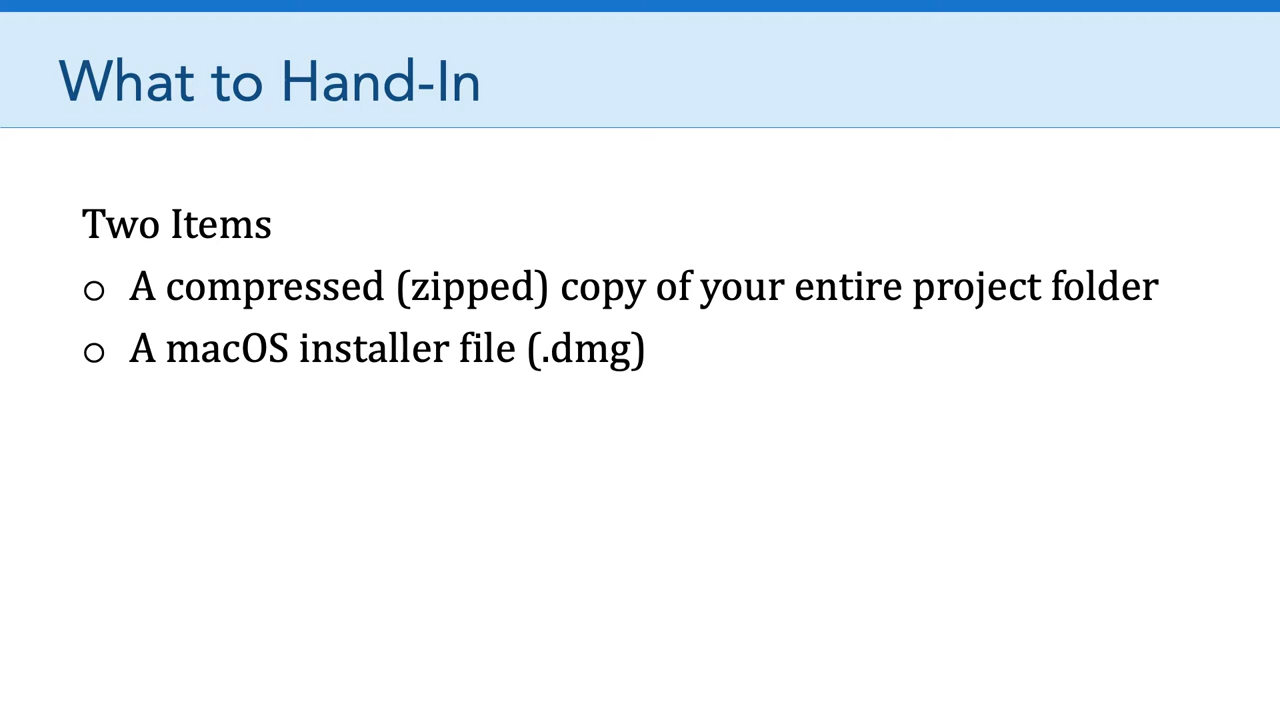 What to Hand-In
Two Items
○ A compressed (zipped) copy of your entire project folder
○ A macOS installer file (.dmg)